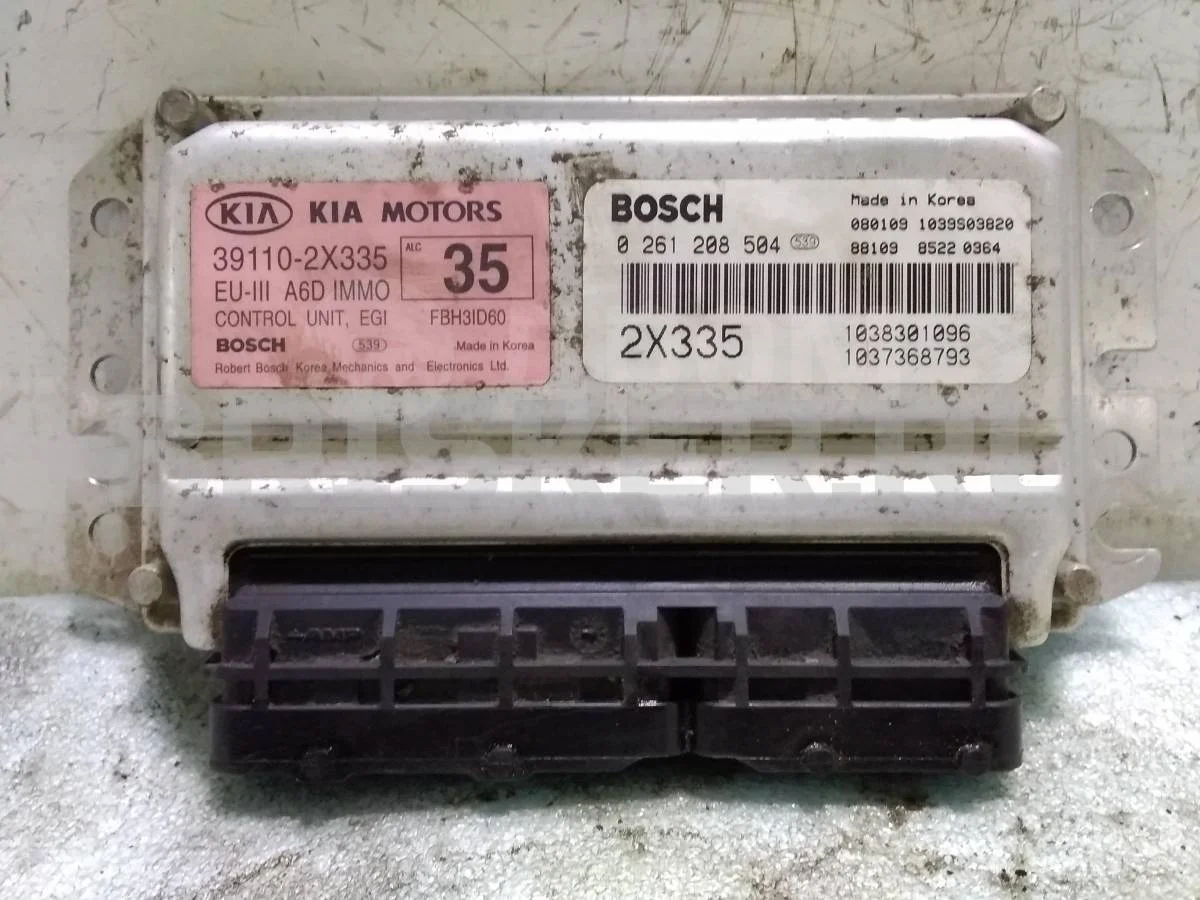 KIA KIA MOTORS
39110-2X335
ALC 35
EU-III A6D IMMO
CONTROL UNIT, EGI FBH3ID60
BOSCH 539 Made in Korea
Robert Bosch Korea Mechanics and Electronics Ltd.
BOSCH
0 261 208 504 539
Made in Korea
080109 1039S03820
88109 8522 0364
2X335
1038301096
1037368793
AMP